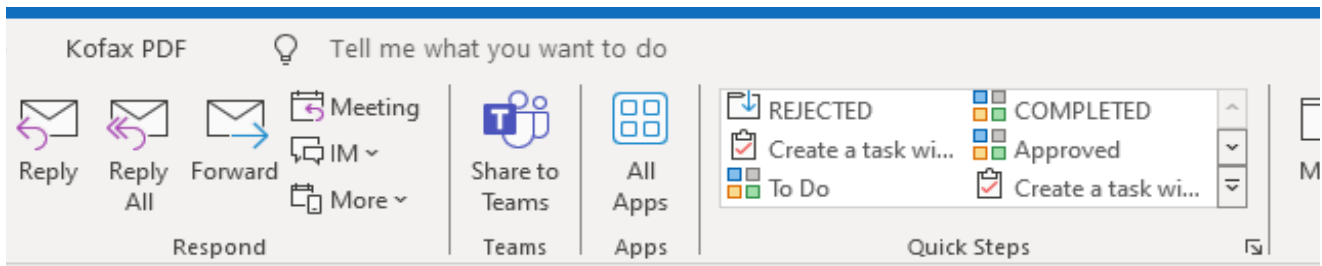 Kofax PDF Tell me what you want to do
Reply
Reply All
Forward
Meeting
IM
More
Respond
Share to Teams
Teams
All Apps
Apps
REJECTED
COMPLETED
Create a task wi...
Approved
To Do
Create a task wi...
Quick Steps
M